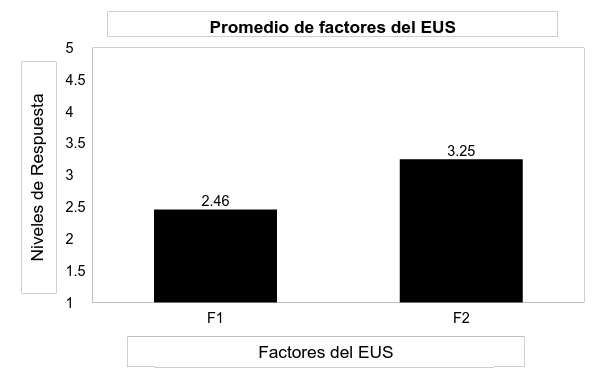 Promedio de factores del EUS
Niveles de Respuesta
5
4.5
4
3.5
3
2.5
2
1.5
1
2.46
3.25
F1
F2
Factores del EUS